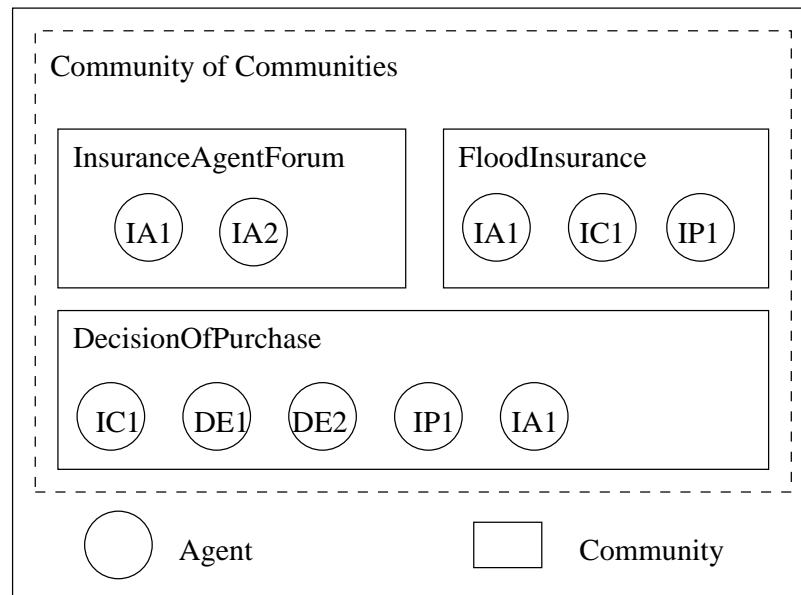 Community of Communities
InsuranceAgentForum
IA1 IA2
FloodInsurance
IA1 IC1 IP1
DecisionOfPurchase
IC1 DE1 DE2 IP1 IA1
Agent
Community